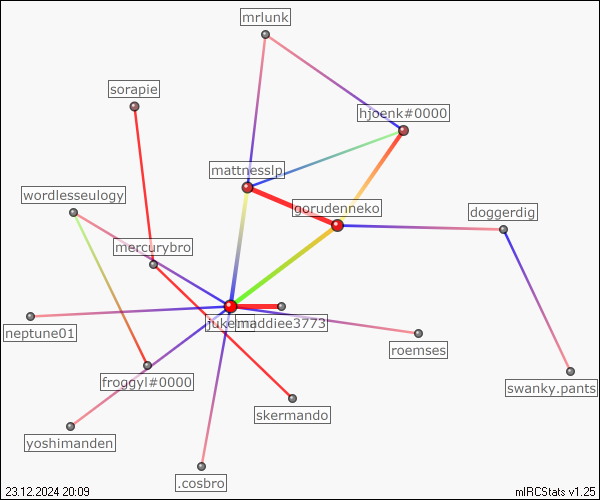 mrlunk
sorapie
hjoenk#0000
mattnesslp
wordlesseulogy
gorudenneko
doggerdig
mercurybro
maddiee3773
neptune01
roemses
froggyl#0000
swanky.pants
skermando
yoshimanden
.cosbro
23.12.2024 20:09
mIRCStats v1.25